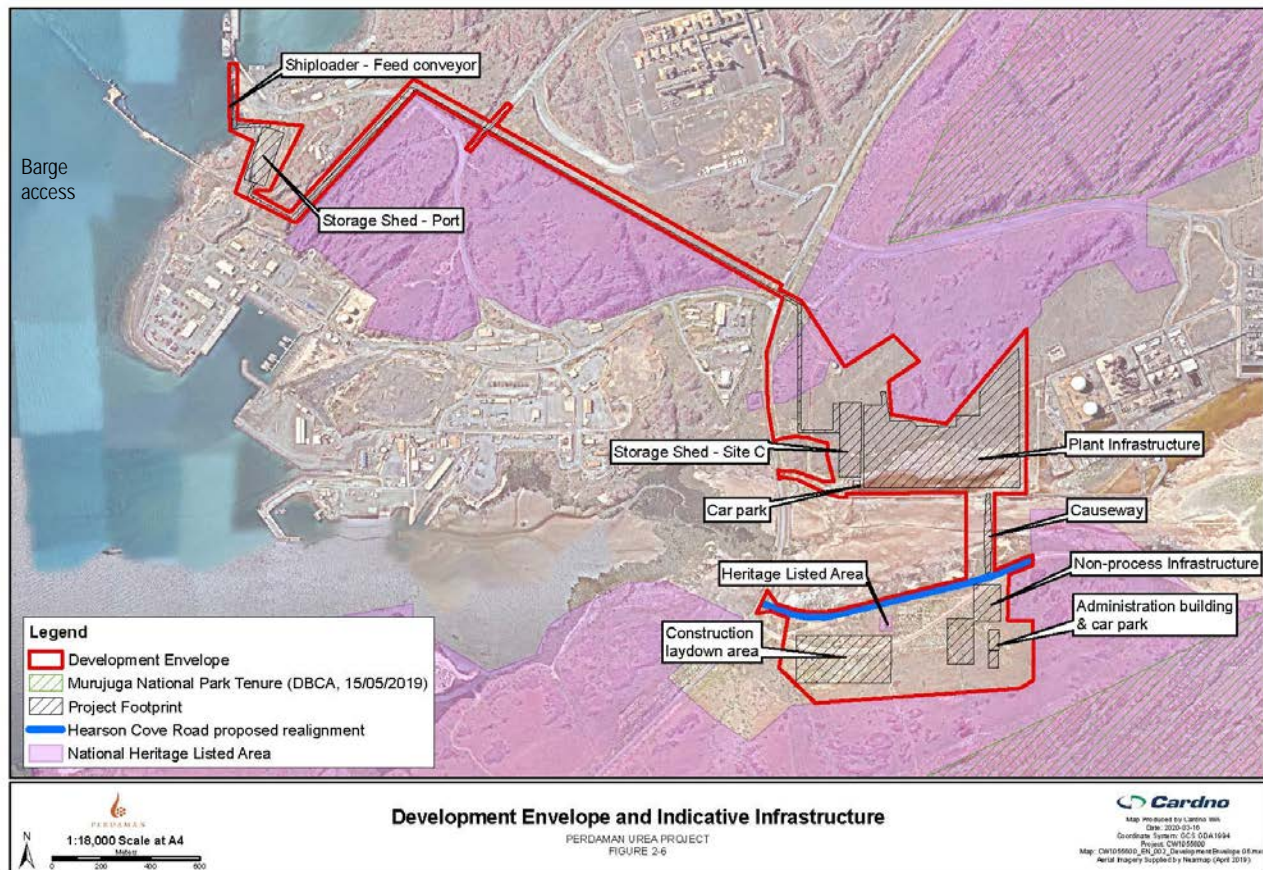 Shiploader - Feed conveyor
Barge
access
Storage Shed - Port
Storage Shed - Site C
Plant Infrastructure
Car park
Causeway
Heritage Listed Area
Non-process Infrastructure
Administration building
& car park
Construction
laydown area
Legend
Development Envelope
Murujuga National Park Tenure (DBCA, 15/05/2019)
Project Footprint
Hearson Cove Road proposed realignment
National Heritage Listed Area
N
PERDAMAN
1:18,000 Scale at A4
Meters
0 200 400 600
Development Envelope and Indicative Infrastructure
PERDAMAN UREA PROJECT
FIGURE 2-6
Cardno
Map Produced by Cardno WA
Date: 2020-03-16
Coordinate System: GCS GDA 1994
Project: CW1055600
Aerial Imagery Supplied by Nearmap (April 2019)